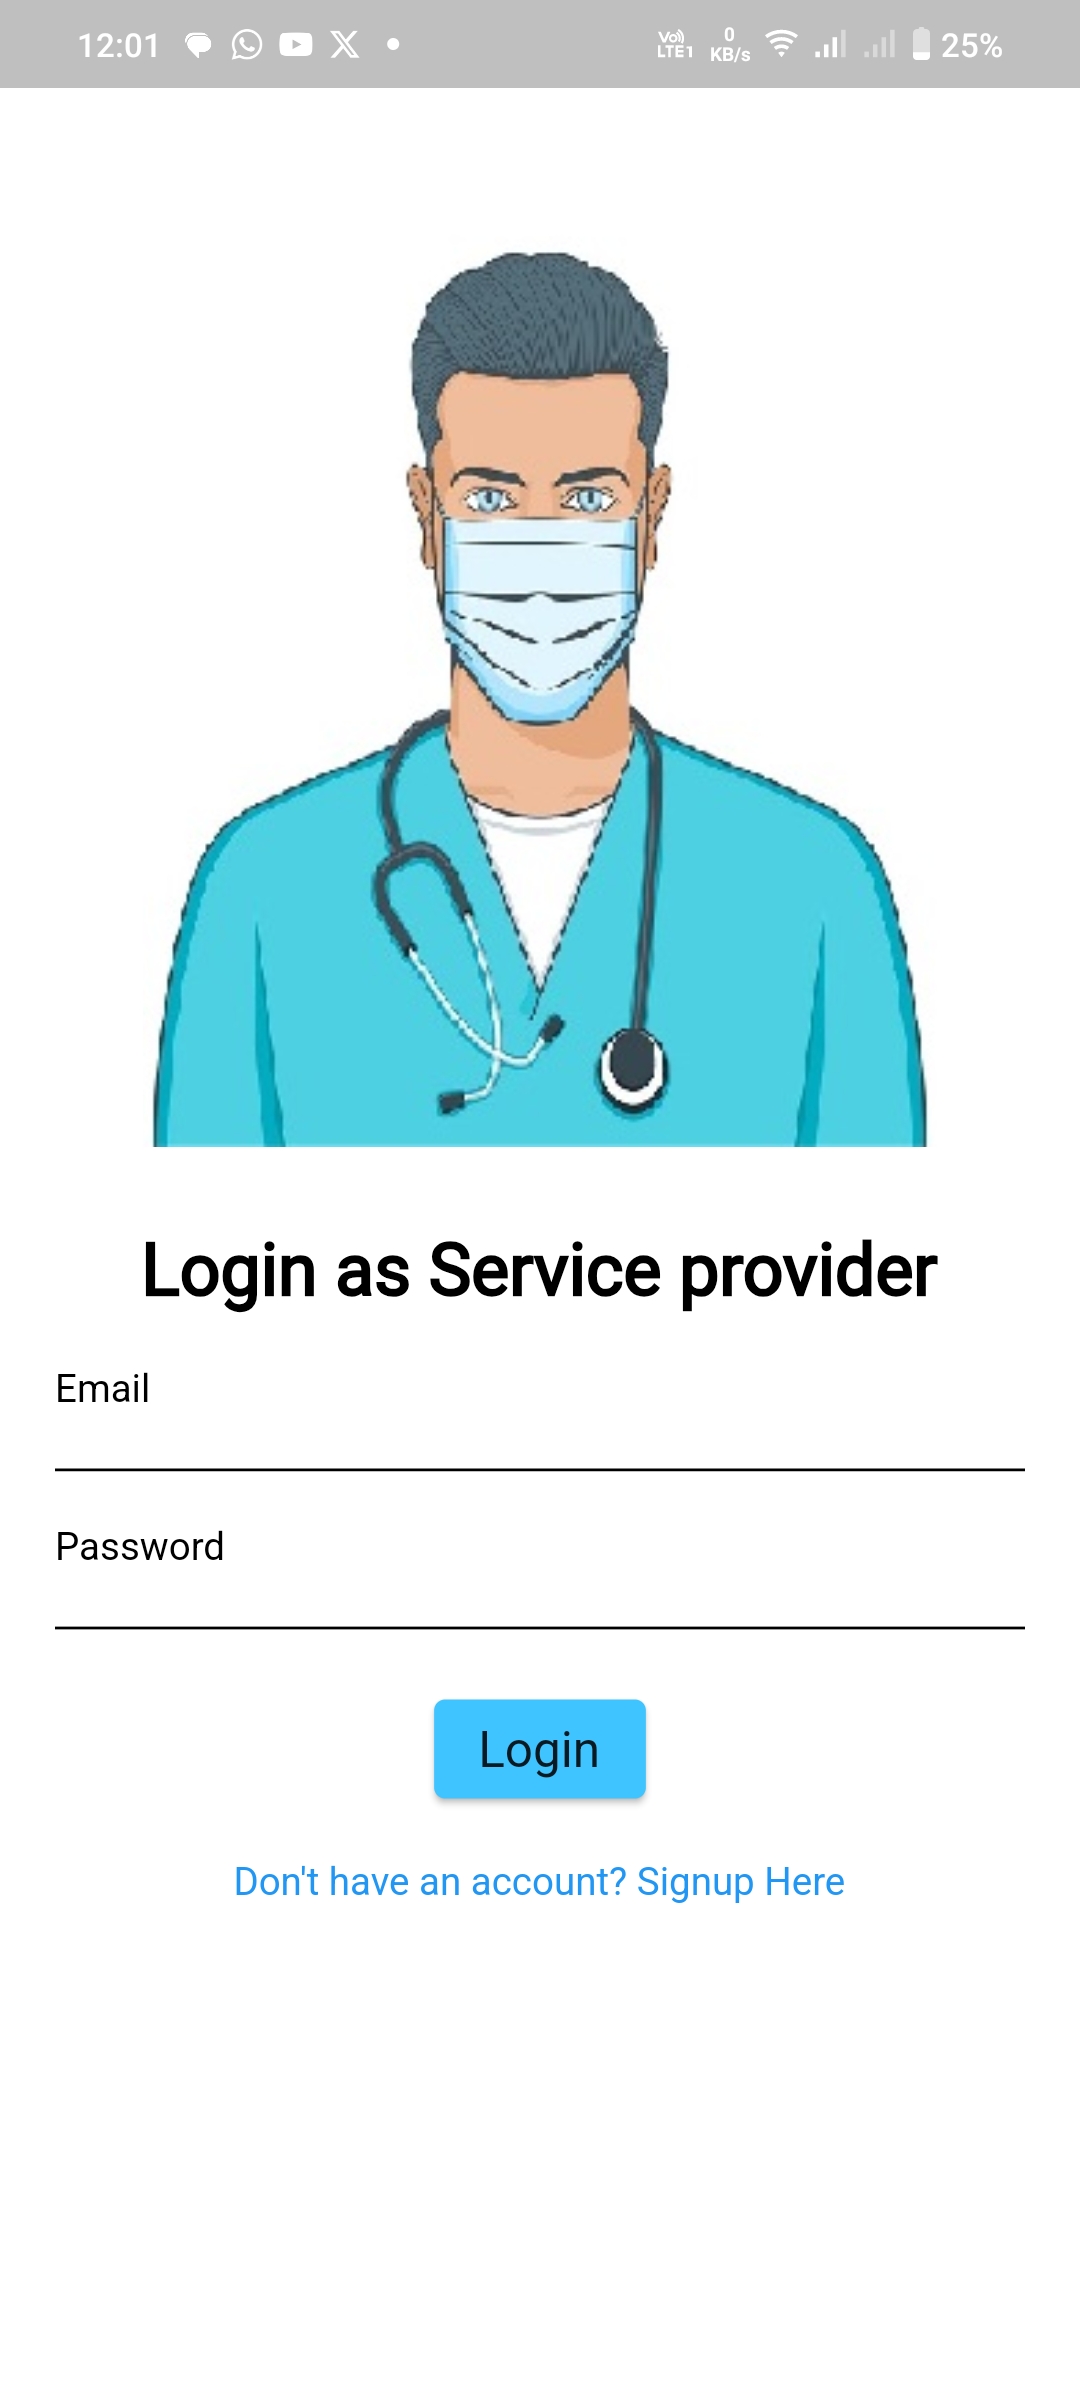 12:01
Vo)) 0
LTE1 KB/s 25%
Login as Service provider
Email
Password
Login
Don't have an account? Signup Here